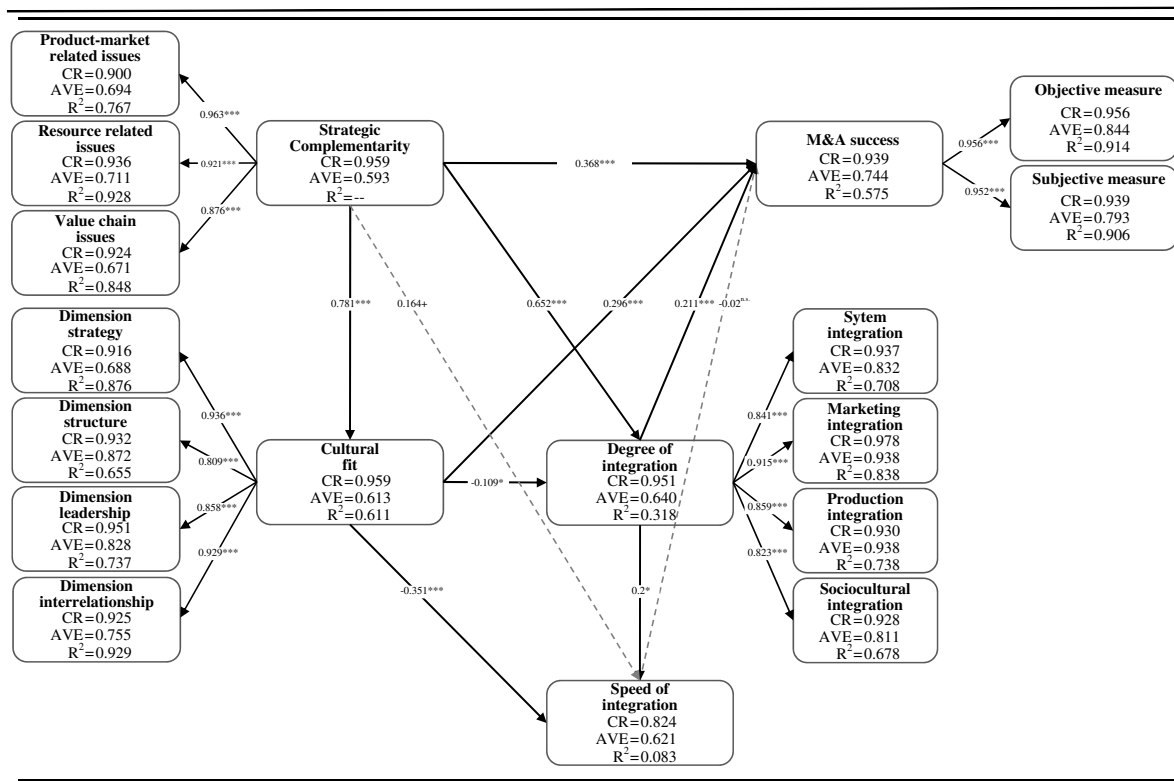 Product-market
related issues
CR=0.900
AVE=0.694
R²=0.767
Resource related
issues
CR=0.936
AVE=0.711
R²=0.928
Value chain
issues
CR=0.924
AVE=0.671
R²=0.848
0.963***
0.921***
0.876***
Strategic
Complementarity
CR=0.959
AVE=0.593
R²=--
0.368***
M&A success
CR=0.939
AVE=0.744
R²=0.575
0.956***
0.952***
Objective measure
CR=0.956
AVE=0.844
R²=0.914
Subjective measure
CR=0.939
AVE=0.793
R²=0.906
0.781***
0.164+
0.652***
0.296***
0.211***
-0.02n.s.
Dimension
strategy
CR=0.916
AVE=0.688
R²=0.876
Dimension
structure
CR=0.932
AVE=0.872
R²=0.655
Dimension
leadership
CR=0.951
AVE=0.828
R²=0.737
Dimension
interrelationship
CR=0.925
AVE=0.755
R²=0.929
0.936***
0.809***
0.858***
0.929***
Cultural
fit
CR=0.959
AVE=0.613
R²=0.611
-0.109*
Degree of
integration
CR=0.951
AVE=0.640
R²=0.318
0.841***
0.915***
0.859***
0.823***
Sytem
integration
CR=0.937
AVE=0.832
R²=0.708
Marketing
integration
CR=0.978
AVE=0.938
R²=0.838
Production
integration
CR=0.930
AVE=0.938
R²=0.738
Sociocultural
integration
CR=0.928
AVE=0.811
R²=0.678
-0.351***
0.2*
Speed of
integration
CR=0.824
AVE=0.621
R²=0.083